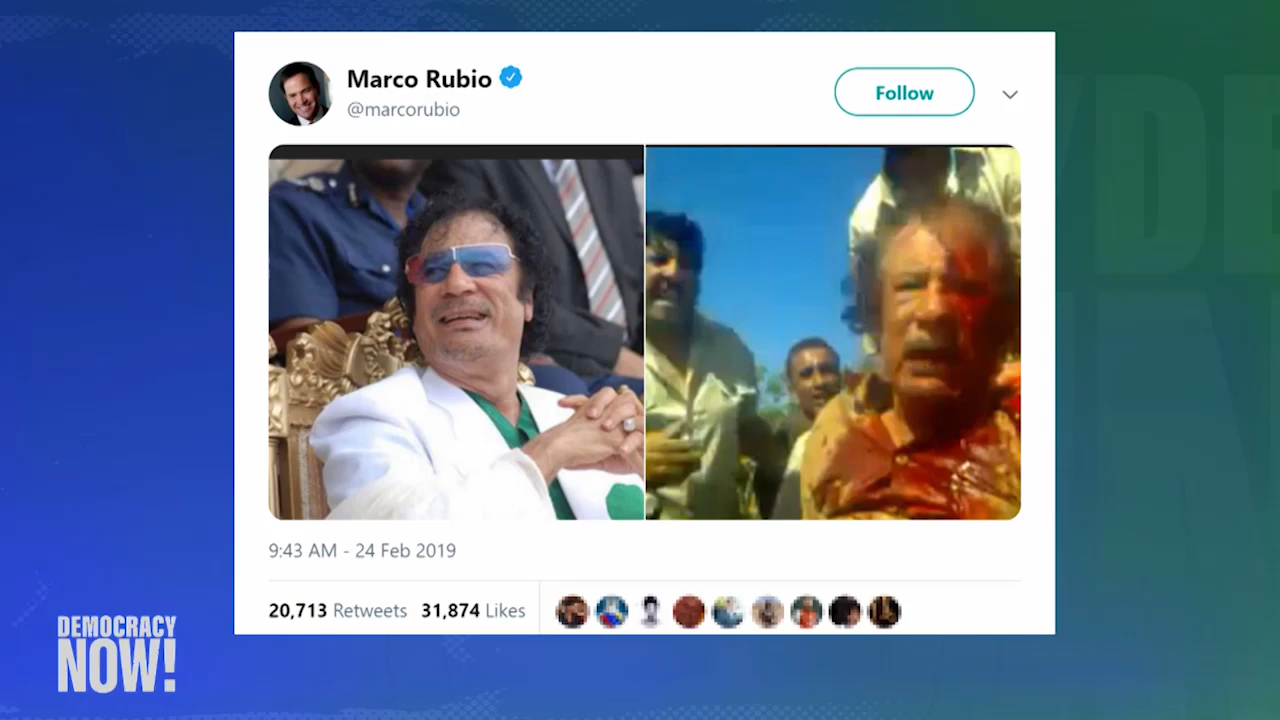 Marco Rubio
@marcorubio
Follow
9:43 AM - 24 Feb 2019
20,713 Retweets 31,874 Likes
DEMOCRACY
NOW!